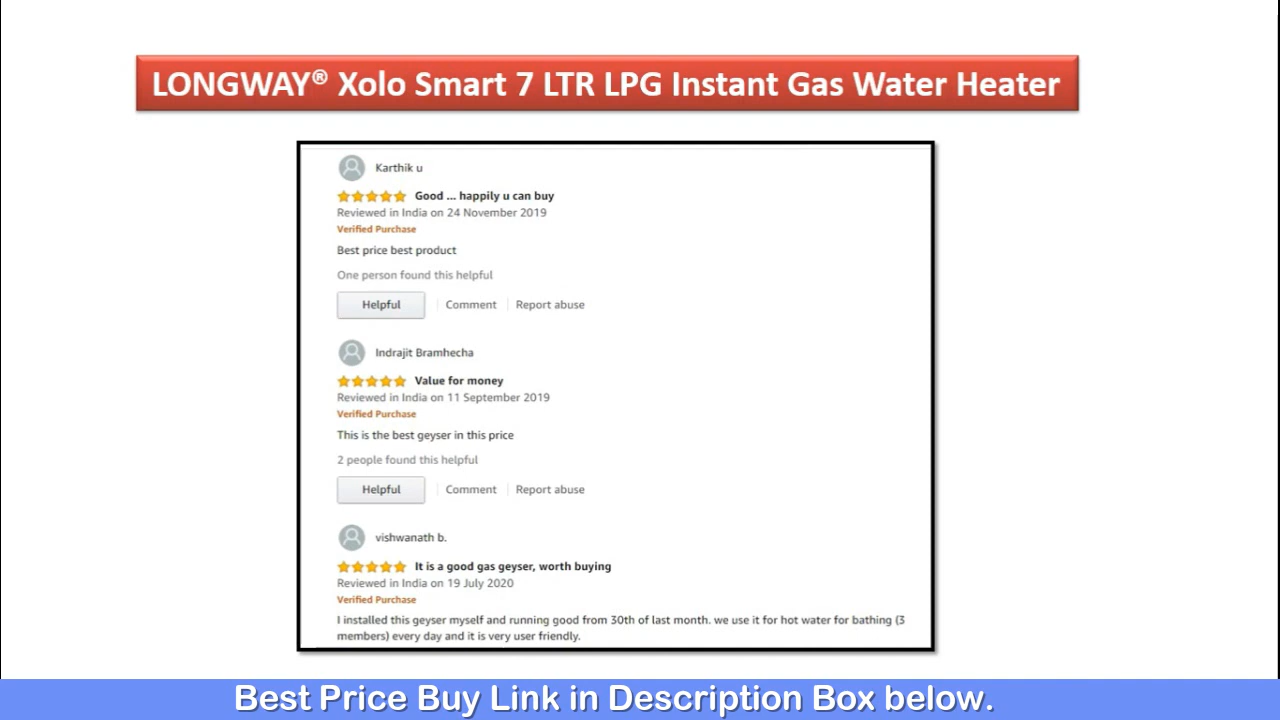 LONGWAY® Xolo Smart 7 LTR LPG Instant Gas Water Heater
Karthik u
Good ... happily u can buy
Reviewed in India on 24 November 2019
Verified Purchase
Best price best product
One person found this helpful
Helpful Comment Report abuse
Indrajit Bramhecha
Value for money
Reviewed in India on 11 September 2019
Verified Purchase
This is the best geyser in this price
2 people found this helpful
Helpful Comment Report abuse
vishwanath b.
It is a good gas geyser, worth buying
Reviewed in India on 19 July 2020
Verified Purchase
I installed this geyser myself and running good from 30th of last month. we use it for hot water for bathing (3
members) every day and it is very user friendly.
Best Price Buy Link in Description Box below.